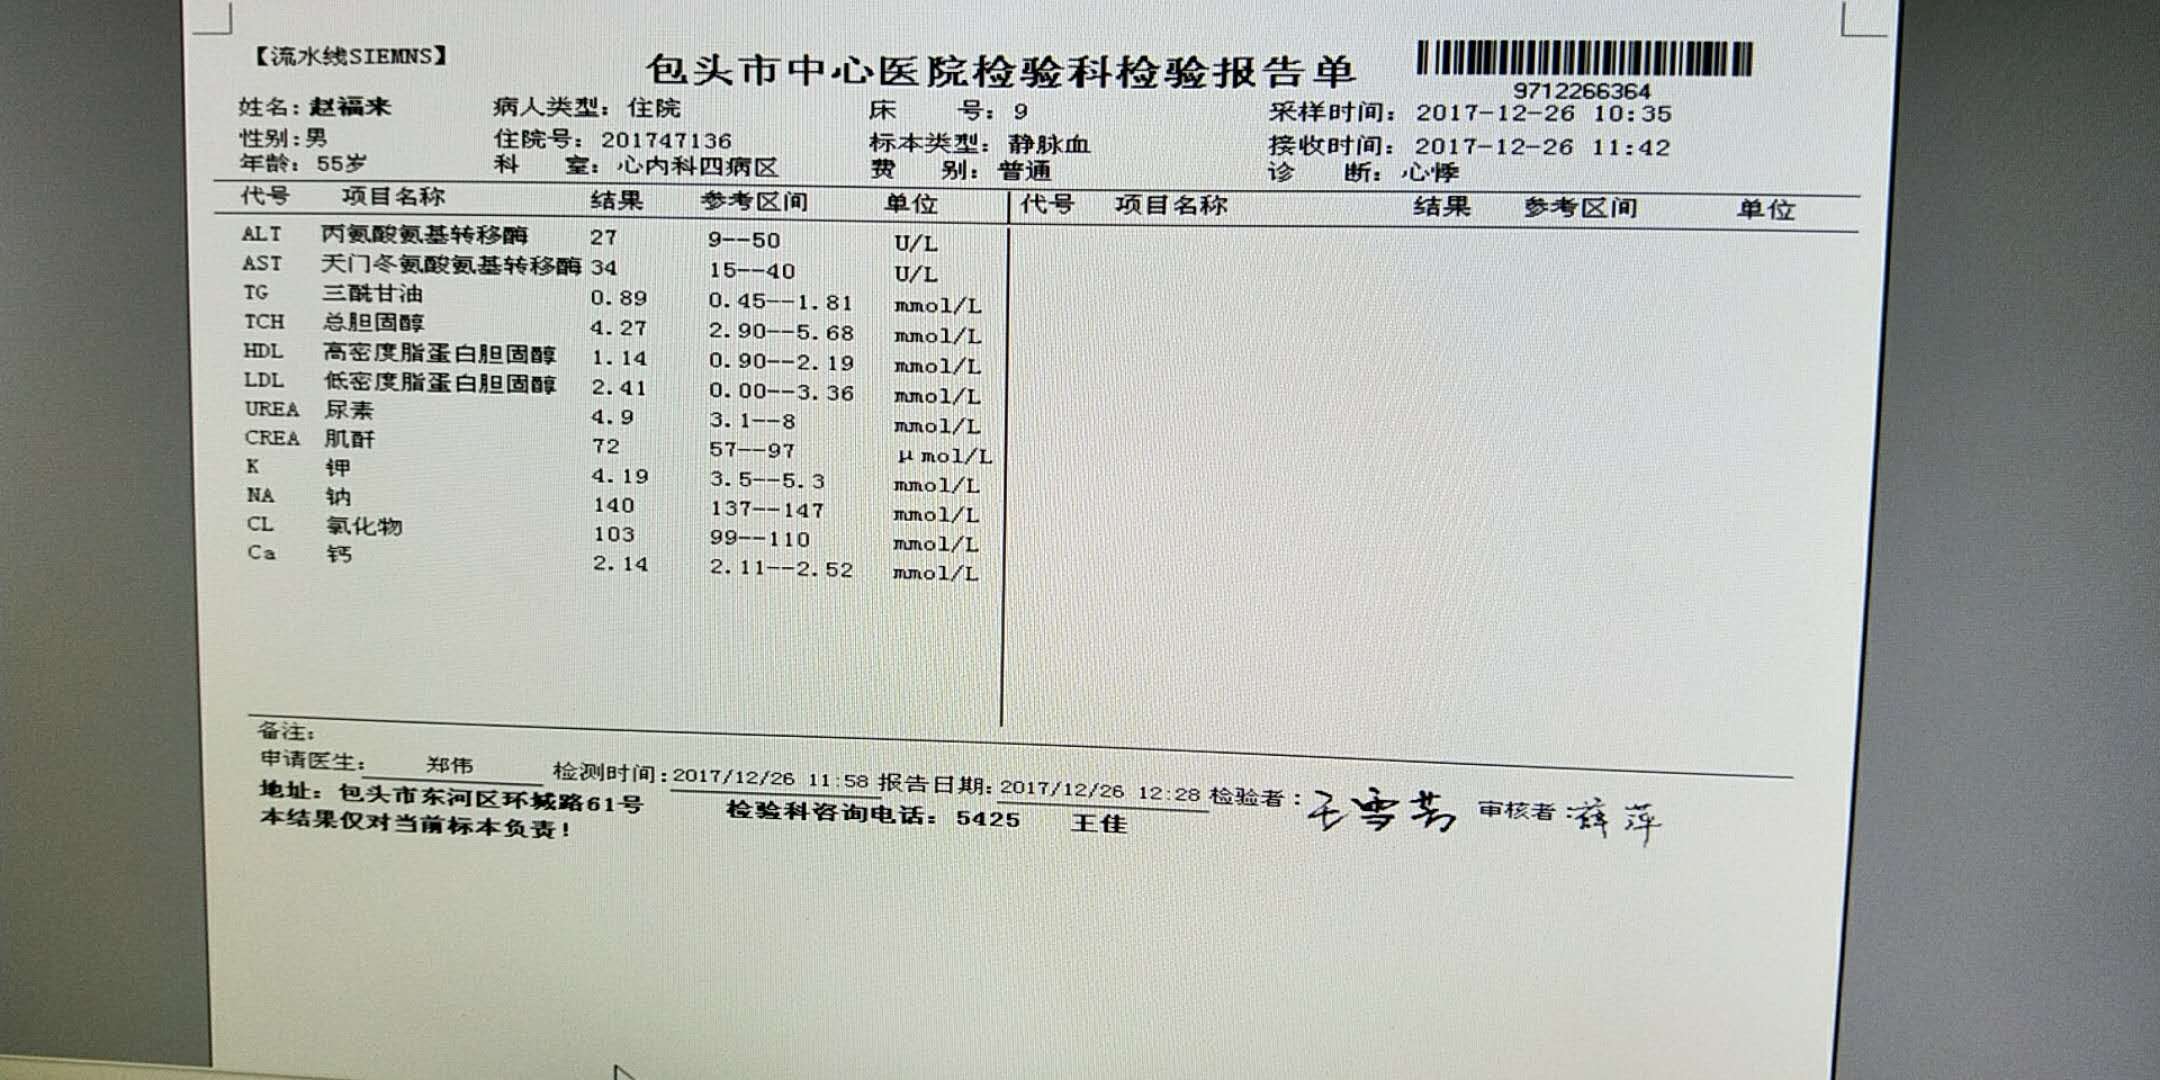 【流水线SIEMNS】
包头市中心医院检验科检验报告单
9712266364
姓名: 赵福来 病人类型: 住院 床 号: 9 采样时间: 2017-12-26 10:35
性别:男 住院号: 201747136 标本类型: 静脉血 接收时间: 2017-12-26 11:42
年龄: 55岁 科 室: 心内科四病区 费 别: 普通 诊 断: 心悸
代号 项目名称 结果 参考区间 单位 代号 项目名称 结果 参考区间 单位
ALT 丙氨酸氨基转移酶 27 9--50 U/L
AST 天门冬氨酸氨基转移酶 34 15--40 U/L
TG 三酰甘油 0.89 0.45--1.81 mmol/L
TCH 总胆固醇 4.27 2.90--5.68 mmol/L
HDL 高密度脂蛋白胆固醇 1.14 0.90--2.19 mmol/L
LDL 低密度脂蛋白胆固醇 2.41 0.00--3.36 mmol/L
UREA 尿素 4.9 3.1--8 mmol/L
CREA 肌酐 72 57--97 μmol/L
K 钾 4.19 3.5--5.3 mmol/L
NA 钠 140 137--147 mmol/L
CL 氯化物 103 99--110 mmol/L
Ca 钙 2.14 2.11--2.52 mmol/L
备注:
申请医生: 郑伟 检测时间:2017/12/26 11:58 报告日期:2017/12/26 12:28 检验者: 王雪芳 审核者:薛萍
地址: 包头市东河区环城路61号 检验科咨询电话: 5425 王佳
本结果仅对当前标本负责!